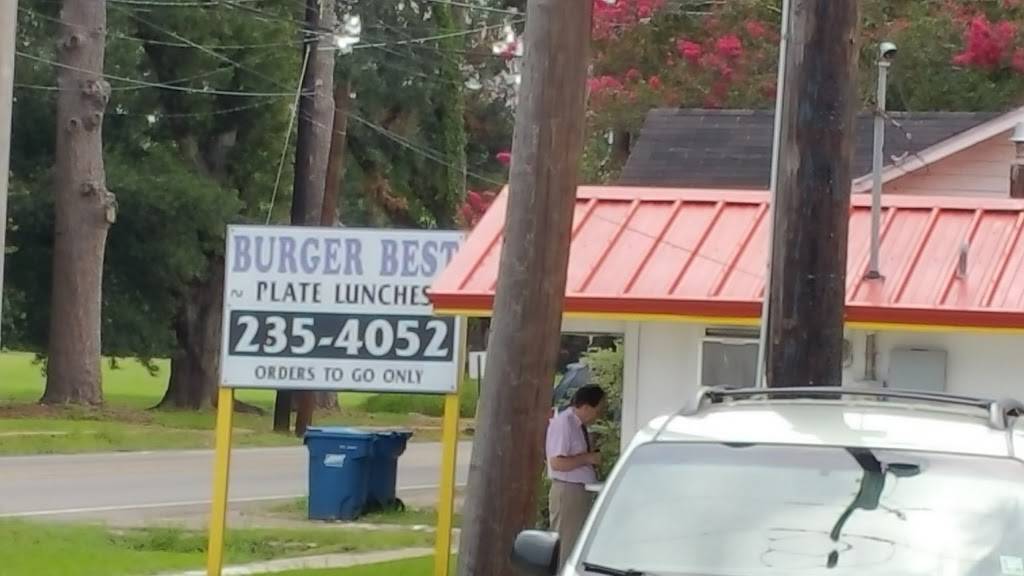 BURGER BEST
~ PLATE LUNCHES
235-4052
ORDERS TO GO ONLY